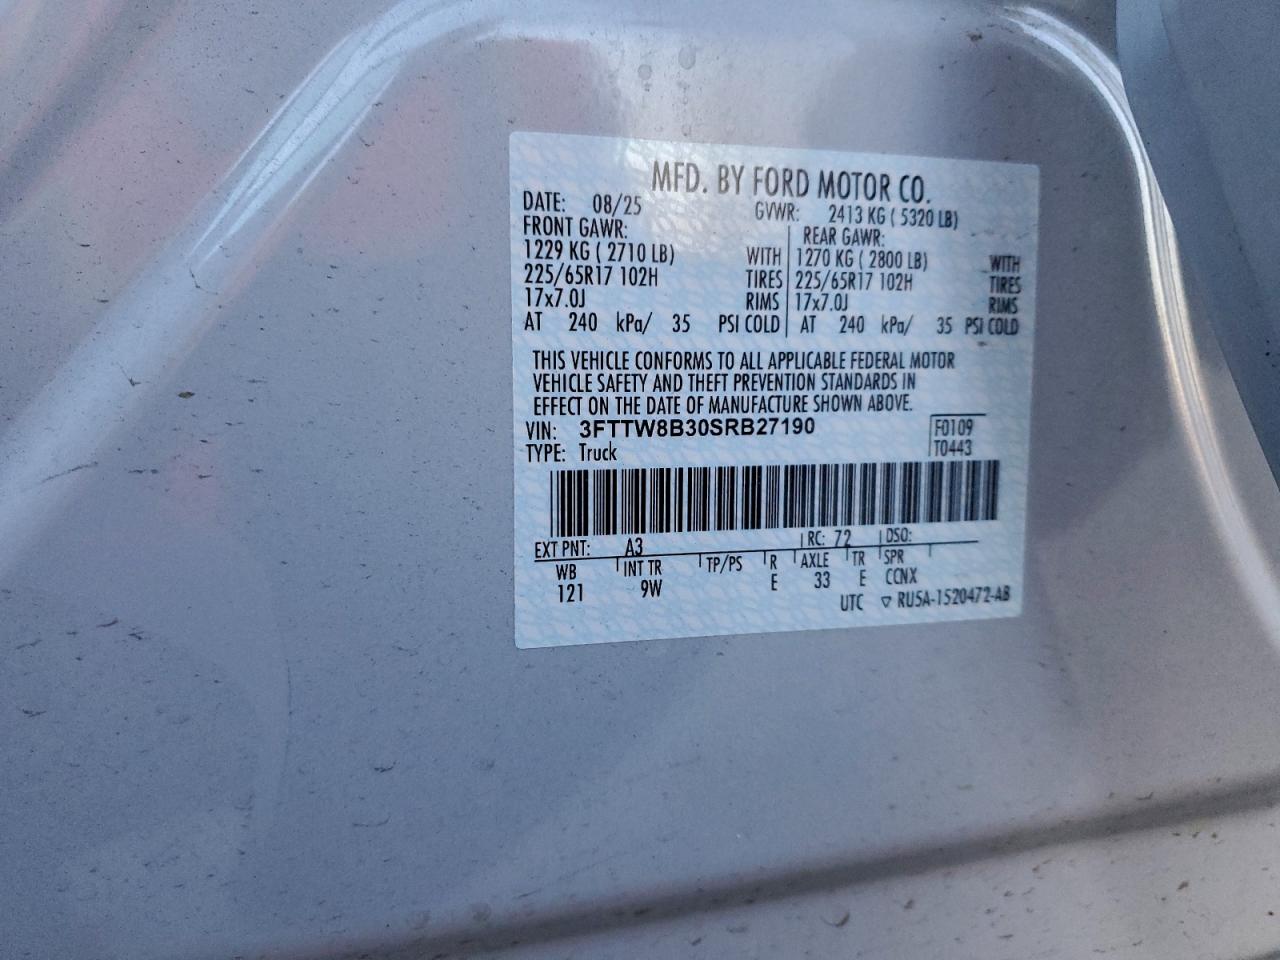 MFD. BY FORD MOTOR CO.
DATE: 08/25 GVWR: 2413 KG ( 5320 LB)
FRONT GAWR: REAR GAWR:
1229 KG ( 2710 LB) WITH 1270 KG ( 2800 LB) WITH
225/65R17 102H TIRES 225/65R17 102H TIRES
17x7.0J RIMS 17x7.0J RIMS
AT 240 kPa/ 35 PSI COLD AT 240 kPa/ 35 PSI COLD
THIS VEHICLE CONFORMS TO ALL APPLICABLE FEDERAL MOTOR
VEHICLE SAFETY AND THEFT PREVENTION STANDARDS IN
EFFECT ON THE DATE OF MANUFACTURE SHOWN ABOVE.
VIN: 3FTTW8B30SRB27190 F0109
TYPE: Truck T0443
EXT PNT: A3 RC: 72 DSO:
WB INT TR TP/PS R AXLE TR SPR
121 9W E 33 E CCNX
UTC ▽ RU5A-1520472-AB